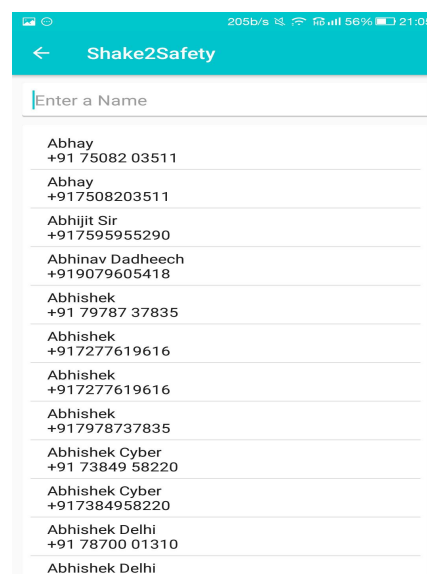 205b/s 56% 21:05
Shake2Safety
Enter a Name
Abhay
+91 75082 03511
Abhay
+917508203511
Abhijit Sir
+917595955290
Abhinav Dadheech
+919079605418
Abhishek
+91 79787 37835
Abhishek
+917277619616
Abhishek
+917277619616
Abhishek
+917978737835
Abhishek Cyber
+91 73849 58220
Abhishek Cyber
+917384958220
Abhishek Delhi
+91 78700 01310
Abhishek Delhi